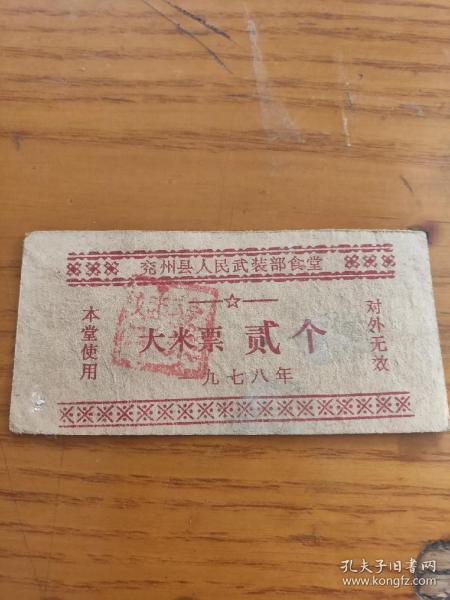 兖州县人民武装部食堂
本堂使用
大米票 贰个
对外无效
一九七八年
孔夫子旧书网
www.kongfz.com